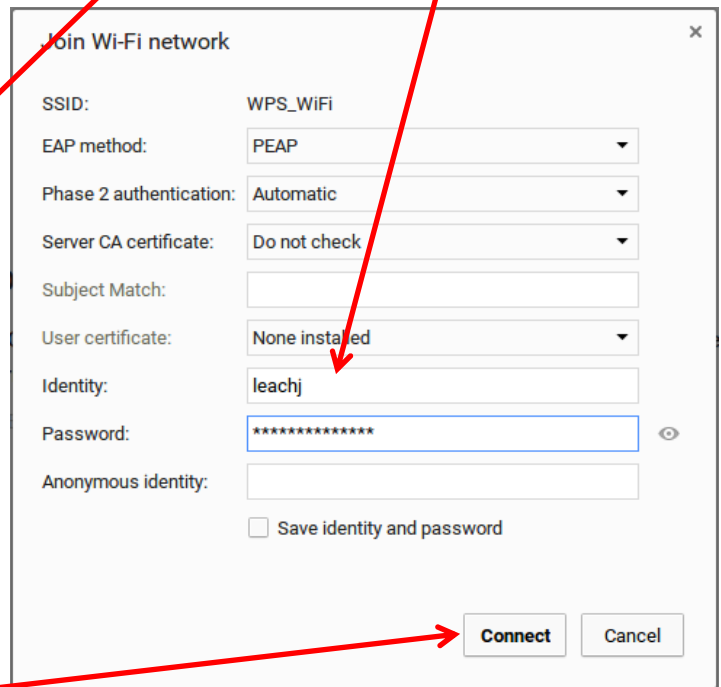 Join Wi-Fi network
SSID: WPS_WiFi
EAP method: PEAP
Phase 2 authentication: Automatic
Server CA certificate: Do not check
Subject Match:
User certificate: None installed
Identity: leachj
Password: **************
Anonymous identity:
Save identity and password
Connect Cancel